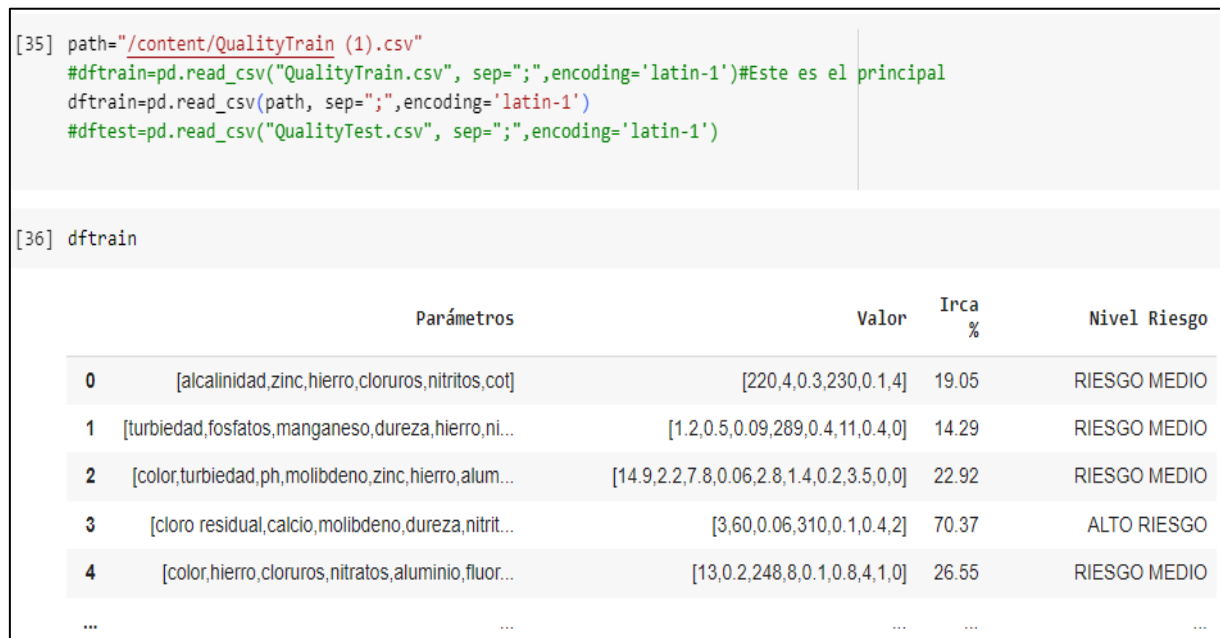 [35] path="/content/QualityTrain (1).csv"
#dftrain=pd.read_csv("QualityTrain.csv", sep=";",encoding='latin-1')#Este es el principal
dftrain=pd.read_csv(path, sep=";",encoding='latin-1')
#dftest=pd.read_csv("QualityTest.csv", sep=";",encoding='latin-1')
[36] dftrain
Parámetros Valor Irca % Nivel Riesgo
0 [alcalinidad,zinc,hierro,cloruros,nitritos,cot] [220,4,0.3,230,0.1,4] 19.05 RIESGO MEDIO
1 [turbiedad,fosfatos,manganeso,dureza,hierro,ni... [1.2,0.5,0.09,289,0.4,11,0.4,0] 14.29 RIESGO MEDIO
2 [color,turbiedad,ph,molibdeno,zinc,hierro,alum... [14.9,2.2,7.8,0.06,2.8,1.4,0.2,3.5,0,0] 22.92 RIESGO MEDIO
3 [cloro residual,calcio,molibdeno,dureza,nitrit... [3,60,0.06,310,0.1,0.4,2] 70.37 ALTO RIESGO
4 [color,hierro,cloruros,nitratos,aluminio,fluor... [13,0.2,248,8,0.1,0.8,4,1,0] 26.55 RIESGO MEDIO
... ... ... ... ...